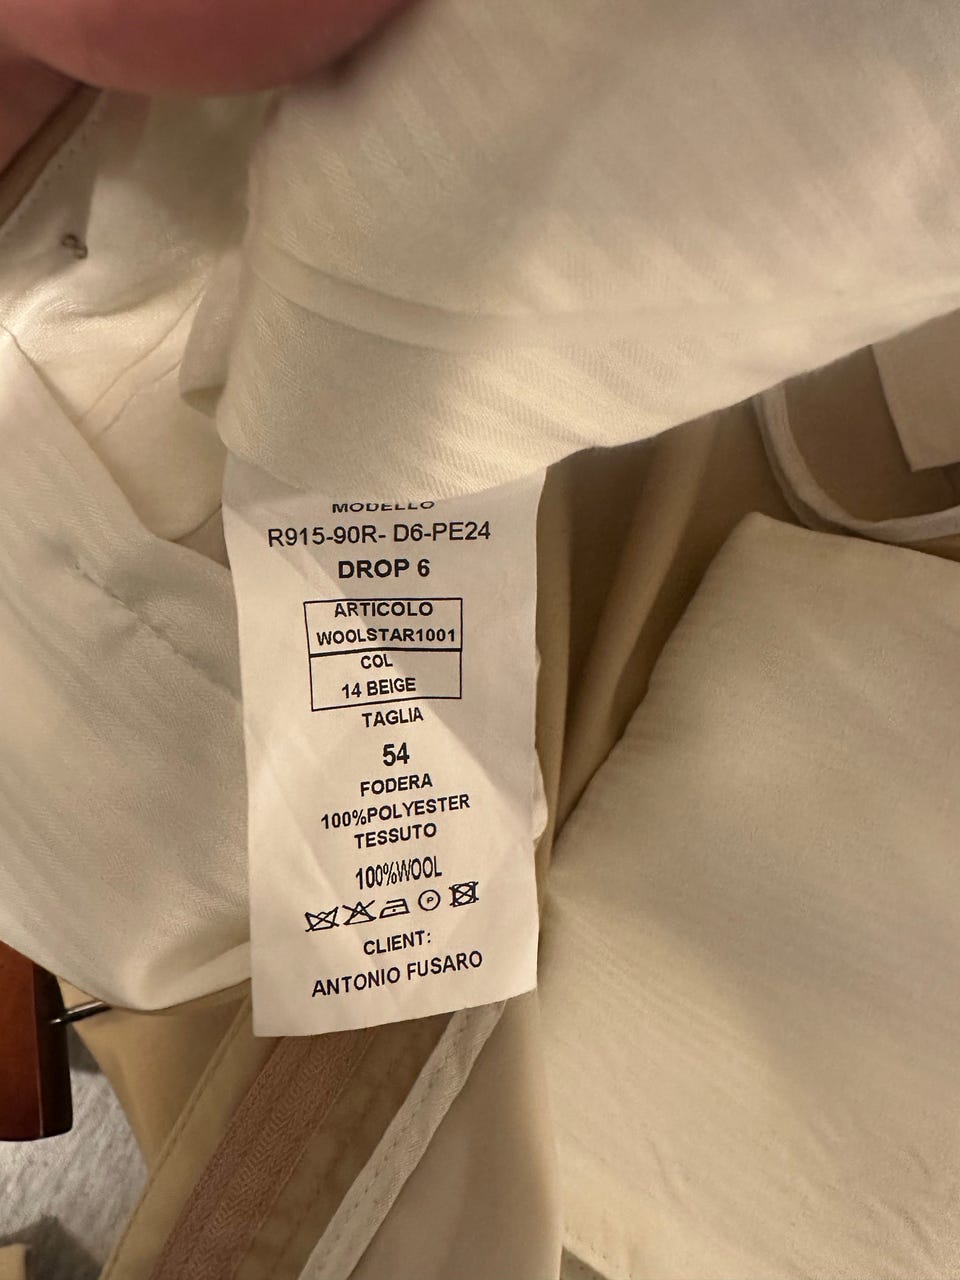 MODELLO
R915-90R- D6-PE24
DROP 6
ARTICOLO
WOOLSTAR1001
COL
14 BEIGE
TAGLIA
54
FODERA
100%POLYESTER
TESSUTO
100%WOOL
P
CLIENT:
ANTONIO FUSARO